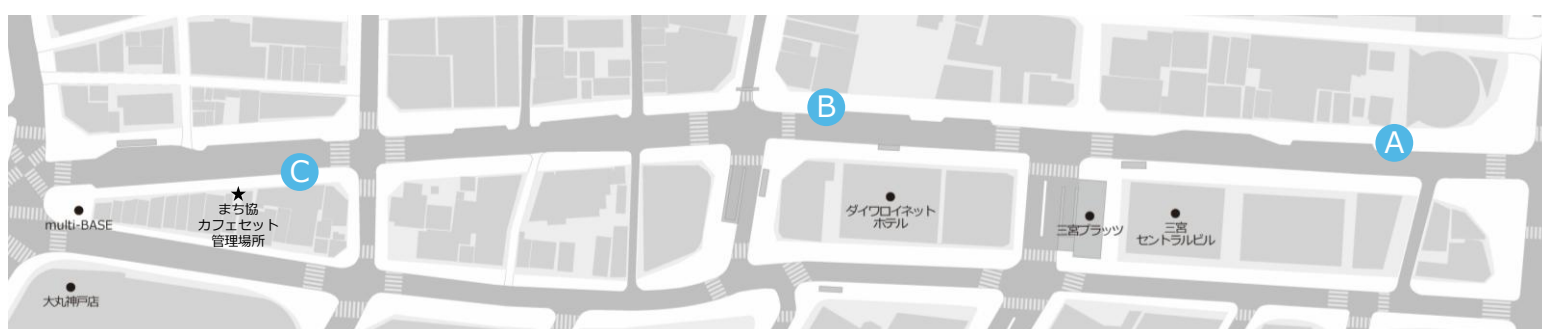 B
A
C
★
まち協
カフェセット
管理場所
multi-BASE
ダイワロイネット
ホテル
三宮プラッツ
三宮
セントラルビル
大丸神戸店